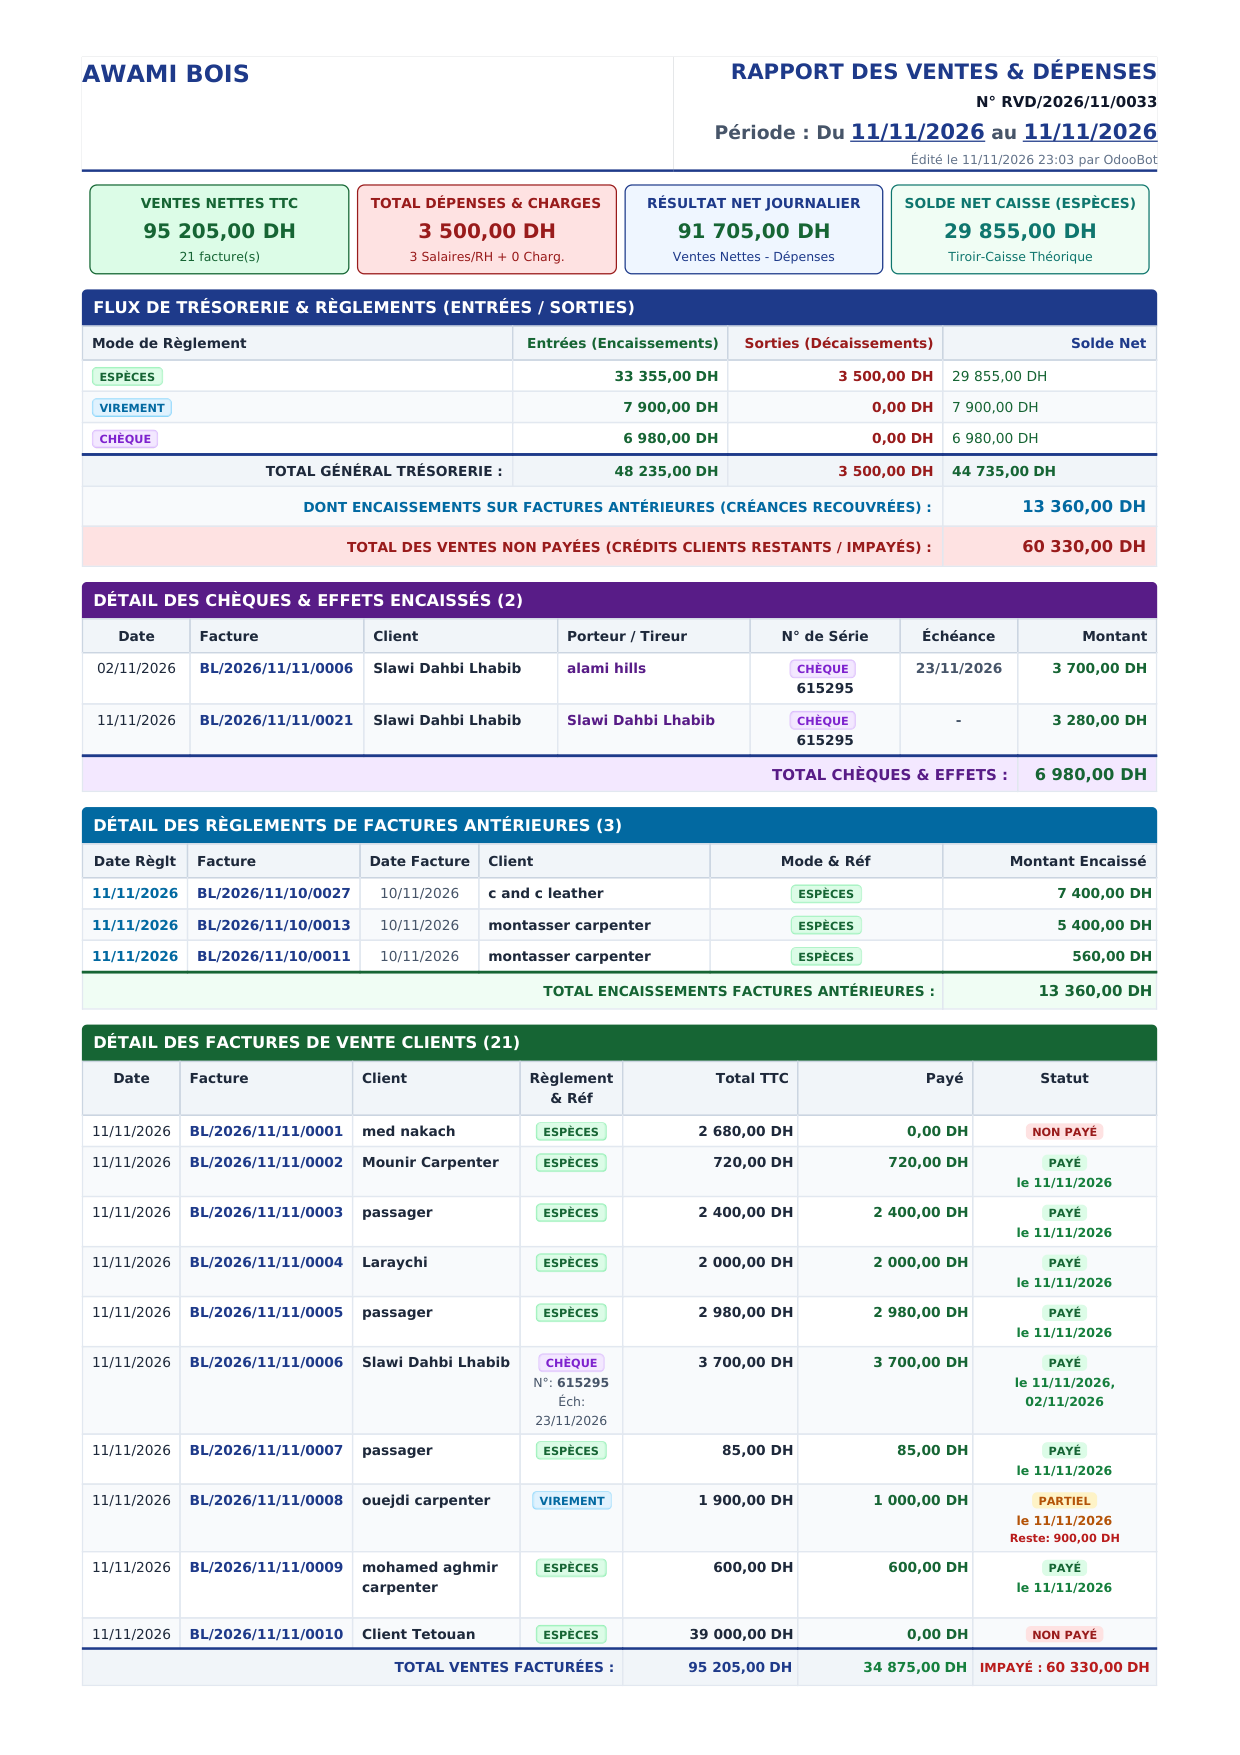 AWAMI BOIS
RAPPORT DES VENTES & DÉPENSES
N° RVD/2026/11/0033
Période : Du 11/11/2026 au 11/11/2026
Édité le 11/11/2026 23:03 par OdooBot
VENTES NETTES TTC
95 205,00 DH
21 facture(s)
TOTAL DÉPENSES & CHARGES
3 500,00 DH
3 Salaires/RH + 0 Charg.
RÉSULTAT NET JOURNALIER
91 705,00 DH
Ventes Nettes - Dépenses
SOLDE NET CAISSE (ESPÈCES)
29 855,00 DH
Tiroir-Caisse Théorique
FLUX DE TRÉSORERIE & RÈGLEMENTS (ENTRÉES / SORTIES)
Mode de Règlement Entrées (Encaissements) Sorties (Décaissements) Solde Net
ESPÈCES 33 355,00 DH 3 500,00 DH 29 855,00 DH
VIREMENT 7 900,00 DH 0,00 DH 7 900,00 DH
CHÈQUE 6 980,00 DH 0,00 DH 6 980,00 DH
TOTAL GÉNÉRAL TRÉSORERIE : 48 235,00 DH 3 500,00 DH 44 735,00 DH
DONT ENCAISSEMENTS SUR FACTURES ANTÉRIEURES (CRÉANCES RECOUVRÉES) : 13 360,00 DH
TOTAL DES VENTES NON PAYÉES (CRÉDITS CLIENTS RESTANTS / IMPAYÉS) : 60 330,00 DH
DÉTAIL DES CHÈQUES & EFFETS ENCAISSÉS (2)
Date Facture Client Porteur / Tireur N° de Série Échéance Montant
02/11/2026 BL/2026/11/11/0006 Slawi Dahbi Lhabib alami hills CHÈQUE 23/11/2026 3 700,00 DH
615295
11/11/2026 BL/2026/11/11/0021 Slawi Dahbi Lhabib Slawi Dahbi Lhabib CHÈQUE - 3 280,00 DH
615295
TOTAL CHÈQUES & EFFETS : 6 980,00 DH
DÉTAIL DES RÈGLEMENTS DE FACTURES ANTÉRIEURES (3)
Date Règlt Facture Date Facture Client Mode & Réf Montant Encaissé
11/11/2026 BL/2026/11/10/0027 10/11/2026 c and c leather ESPÈCES 7 400,00 DH
11/11/2026 BL/2026/11/10/0013 10/11/2026 montasser carpenter ESPÈCES 5 400,00 DH
11/11/2026 BL/2026/11/10/0011 10/11/2026 montasser carpenter ESPÈCES 560,00 DH
TOTAL ENCAISSEMENTS FACTURES ANTÉRIEURES : 13 360,00 DH
DÉTAIL DES FACTURES DE VENTE CLIENTS (21)
Date Facture Client Règlement Total TTC Payé Statut
& Réf
11/11/2026 BL/2026/11/11/0001 med nakach ESPÈCES 2 680,00 DH 0,00 DH NON PAYÉ
11/11/2026 BL/2026/11/11/0002 Mounir Carpenter ESPÈCES 720,00 DH 720,00 DH PAYÉ
le 11/11/2026
11/11/2026 BL/2026/11/11/0003 passager ESPÈCES 2 400,00 DH 2 400,00 DH PAYÉ
le 11/11/2026
11/11/2026 BL/2026/11/11/0004 Laraychi ESPÈCES 2 000,00 DH 2 000,00 DH PAYÉ
le 11/11/2026
11/11/2026 BL/2026/11/11/0005 passager ESPÈCES 2 980,00 DH 2 980,00 DH PAYÉ
le 11/11/2026
11/11/2026 BL/2026/11/11/0006 Slawi Dahbi Lhabib CHÈQUE 3 700,00 DH 3 700,00 DH PAYÉ
N°: 615295 le 11/11/2026,
Éch: 02/11/2026
23/11/2026
11/11/2026 BL/2026/11/11/0007 passager ESPÈCES 85,00 DH 85,00 DH PAYÉ
le 11/11/2026
11/11/2026 BL/2026/11/11/0008 ouejdi carpenter VIREMENT 1 900,00 DH 1 000,00 DH PARTIEL
le 11/11/2026
Reste: 900,00 DH
11/11/2026 BL/2026/11/11/0009 mohamed aghmir ESPÈCES 600,00 DH 600,00 DH PAYÉ
carpenter le 11/11/2026
11/11/2026 BL/2026/11/11/0010 Client Tetouan ESPÈCES 39 000,00 DH 0,00 DH NON PAYÉ
TOTAL VENTES FACTURÉES : 95 205,00 DH 34 875,00 DH IMPAYÉ : 60 330,00 DH